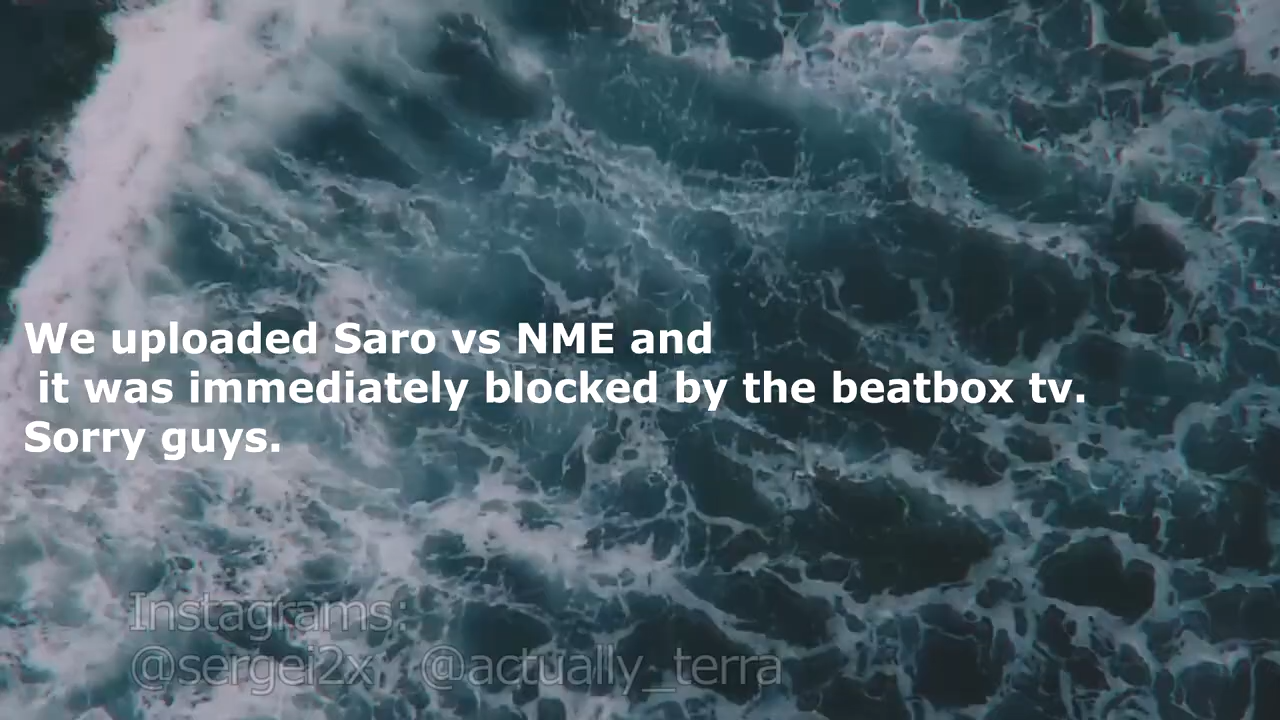 We uploaded Saro vs NME and
it was immediately blocked by the beatbox tv.
Sorry guys.
Instagrams:
@sergei2x @actually_terra